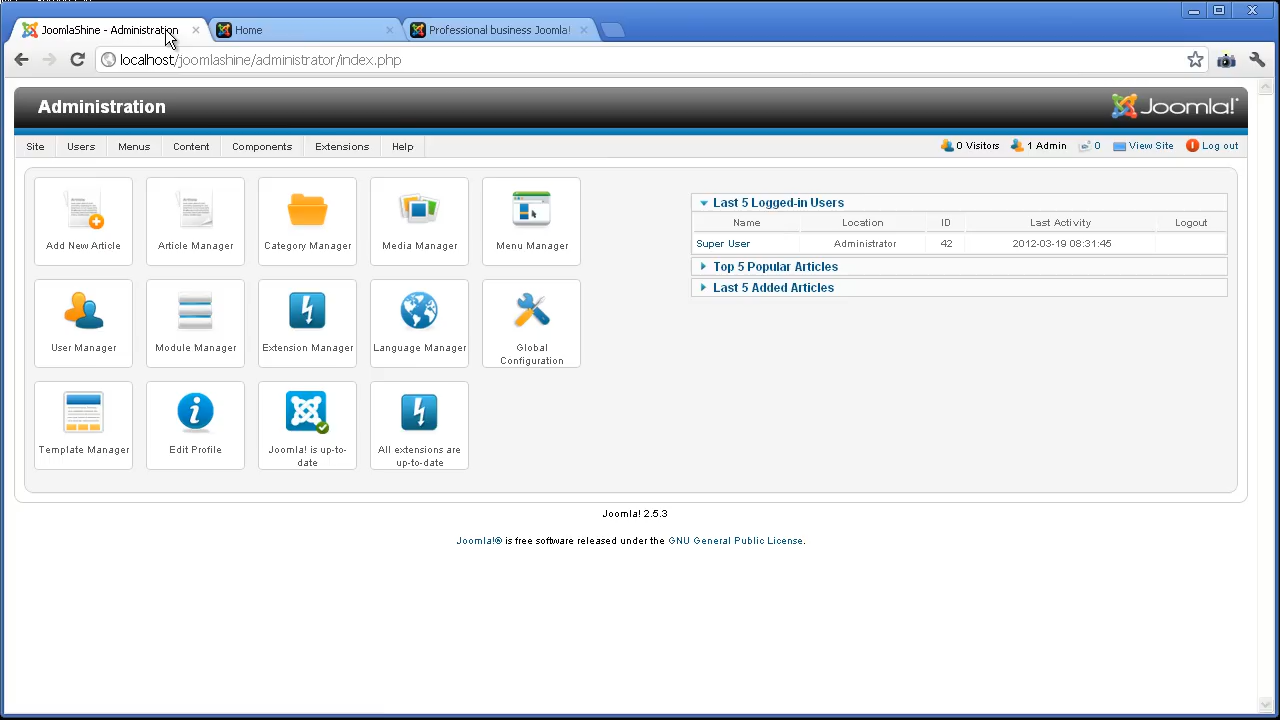 JoomlaShine - Administration
Home
Professional business Joomla!
localhost/joomlashine/administrator/index.php
Administration
Joomla!
Site Users Menus Content Components Extensions Help
0 Visitors 1 Admin 0 View Site Log out
Add New Article
Article Manager
Category Manager
Media Manager
Menu Manager
User Manager
Module Manager
Extension Manager
Language Manager
Global
Configuration
Template Manager
Edit Profile
Joomla! is up-to-
date
All extensions are
up-to-date
Last 5 Logged-in Users
Name Location ID Last Activity Logout
Super User Administrator 42 2012-03-19 08:31:45
Top 5 Popular Articles
Last 5 Added Articles
Joomla! 2.5.3
Joomla!® is free software released under the GNU General Public License.